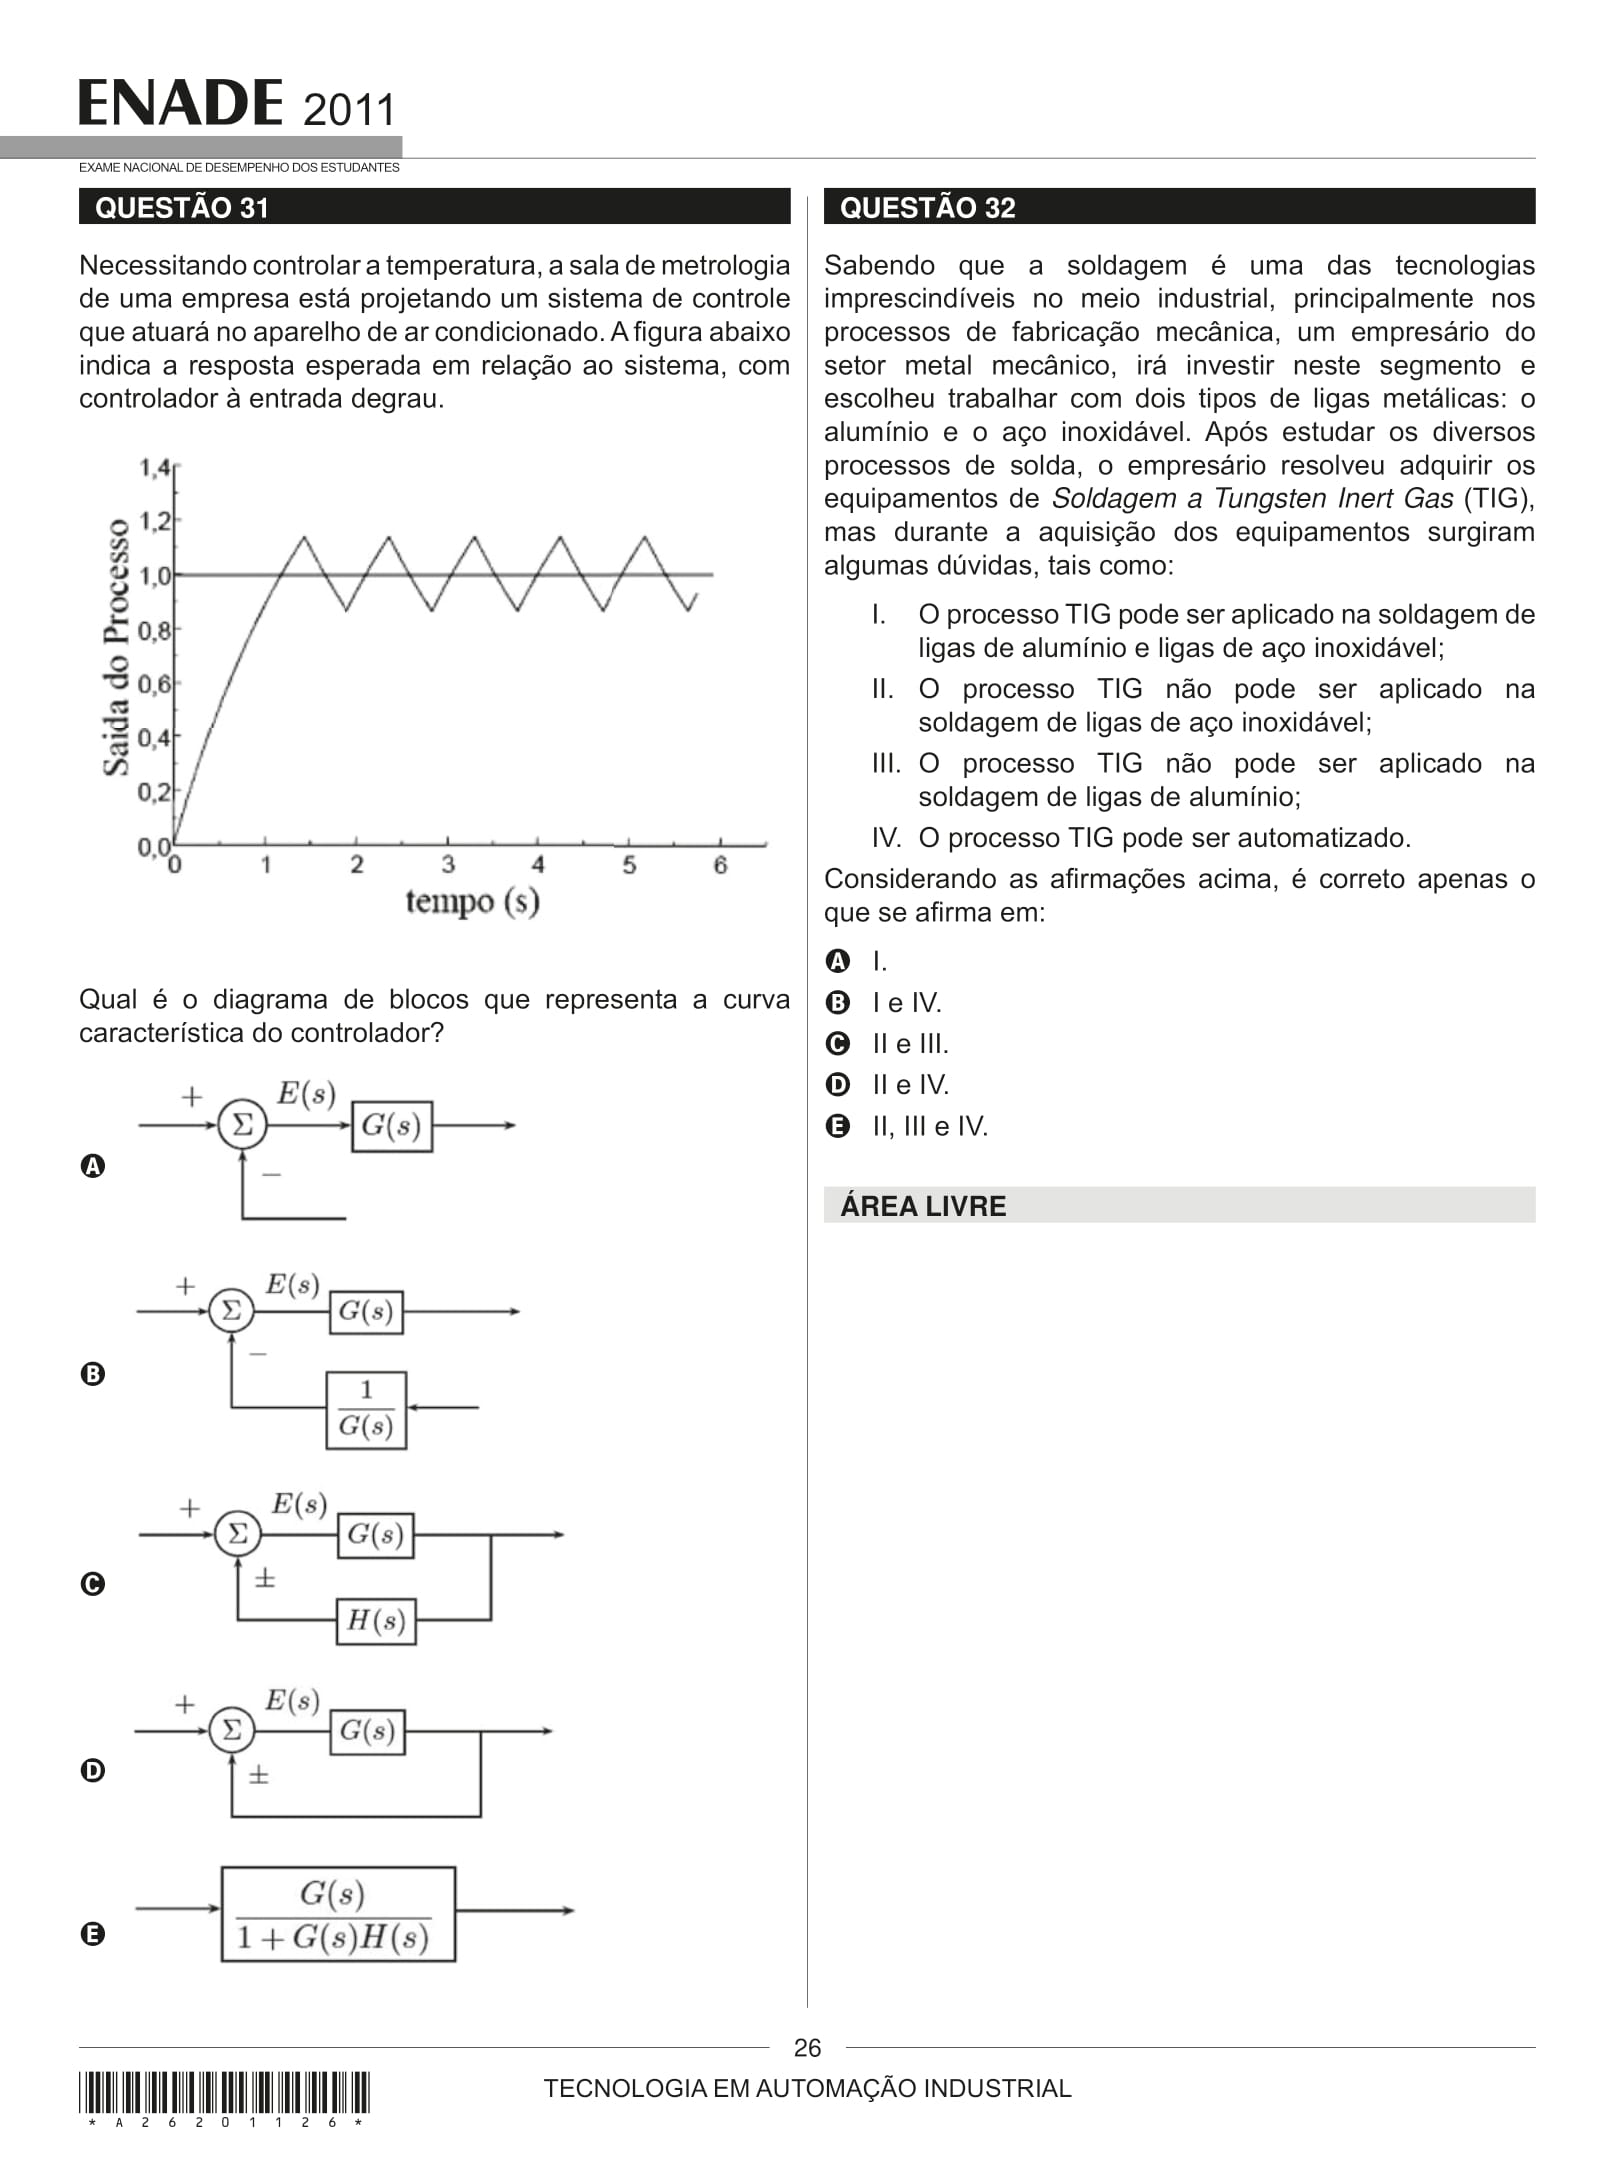 ENADE 2011
EXAME NACIONAL DE DESEMPENHO DOS ESTUDANTES
QUESTÃO 31
Necessitando controlar a temperatura, a sala de metrologia
de uma empresa está projetando um sistema de controle
que atuará no aparelho de ar condicionado. A figura abaixo
indica a resposta esperada em relação ao sistema, com
controlador à entrada degrau.
1,4
1,2
1,0
0,8
0,6
0,4
0,2
0,0
Saida do Processo
0 1 2 3 4 5 6
tempo (s)
Qual é o diagrama de blocos que representa a curva
característica do controlador?
A
+ Σ E(s) G(s)
−
B
+ Σ E(s) G(s)
−
1
G(s)
C
+ Σ E(s) G(s)
±
H(s)
D
+ Σ E(s) G(s)
±
E
G(s)
1 + G(s)H(s)
QUESTÃO 32
Sabendo que a soldagem é uma das tecnologias
imprescindíveis no meio industrial, principalmente nos
processos de fabricação mecânica, um empresário do
setor metal mecânico, irá investir neste segmento e
escolheu trabalhar com dois tipos de ligas metálicas: o
alumínio e o aço inoxidável. Após estudar os diversos
processos de solda, o empresário resolveu adquirir os
equipamentos de Soldagem a Tungsten Inert Gas (TIG),
mas durante a aquisição dos equipamentos surgiram
algumas dúvidas, tais como:
I. O processo TIG pode ser aplicado na soldagem de
ligas de alumínio e ligas de aço inoxidável;
II. O processo TIG não pode ser aplicado na
soldagem de ligas de aço inoxidável;
III. O processo TIG não pode ser aplicado na
soldagem de ligas de alumínio;
IV. O processo TIG pode ser automatizado.
Considerando as afirmações acima, é correto apenas o
que se afirma em:
A I.
B I e IV.
C II e III.
D II e IV.
E II, III e IV.
ÁREA LIVRE
26
TECNOLOGIA EM AUTOMAÇÃO INDUSTRIAL
* A 2 6 2 0 1 1 2 6 *